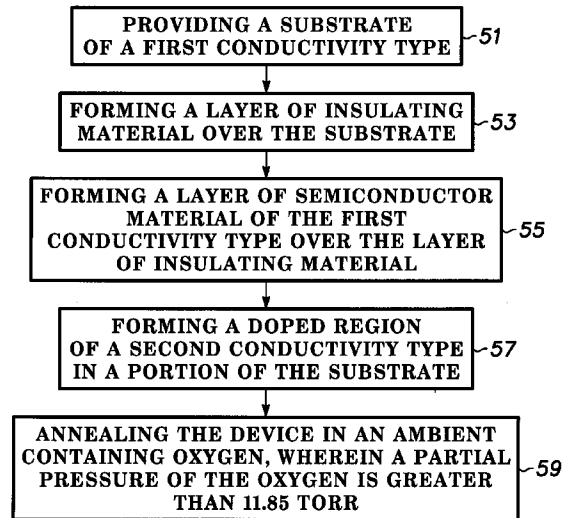 PROVIDING A SUBSTRATE
OF A FIRST CONDUCTIVITY TYPE
51
FORMING A LAYER OF INSULATING
MATERIAL OVER THE SUBSTRATE
53
FORMING A LAYER OF SEMICONDUCTOR
MATERIAL OF THE FIRST
CONDUCTIVITY TYPE OVER THE LAYER
OF INSULATING MATERIAL
55
FORMING A DOPED REGION
OF A SECOND CONDUCTIVITY TYPE
IN A PORTION OF THE SUBSTRATE
57
ANNEALING THE DEVICE IN AN AMBIENT
CONTAINING OXYGEN, WHEREIN A PARTIAL
PRESSURE OF THE OXYGEN IS GREATER
THAN 11.85 TORR
59